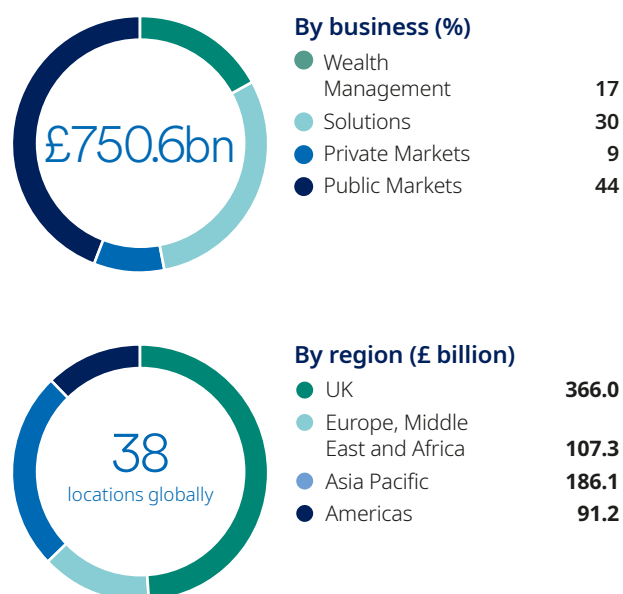 £750.6bn
By business (%)
Wealth
Management 17
Solutions 30
Private Markets 9
Public Markets 44
38
locations globally
By region (£ billion)
UK 366.0
Europe, Middle
East and Africa 107.3
Asia Pacific 186.1
Americas 91.2